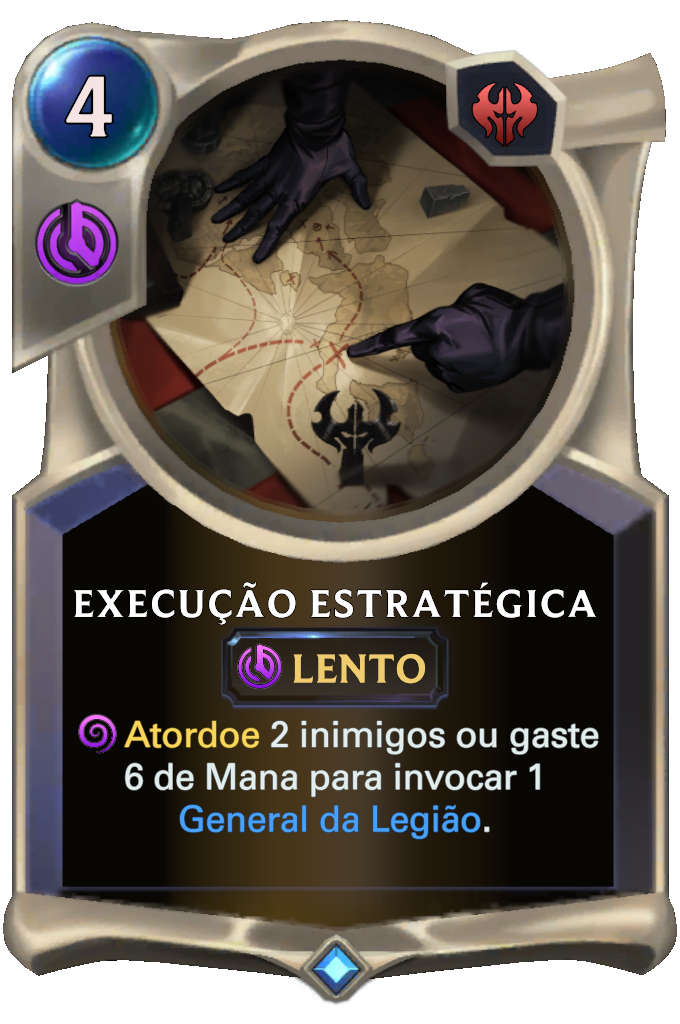 4
EXECUÇÃO ESTRATÉGICA
LENTO
Atordoe 2 inimigos ou gaste
6 de Mana para invocar 1
General da Legião.